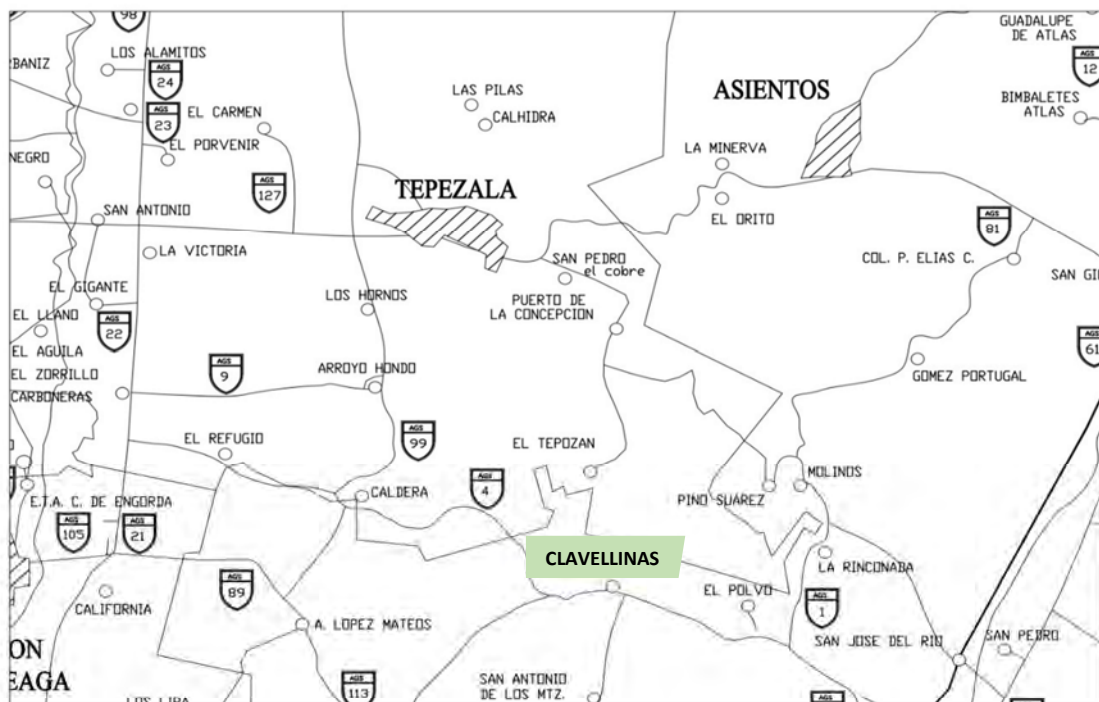 98
LOS ALAMITOS
RBANIZ
AGS
24
AGS
23
EL CARMEN
EL PORVENIR
NEGRO
AGS
127
SAN ANTONIO
LA VICTORIA
EL GIGANTE
EL LLANO
AGS
22
EL AGUILA
EL ZORRILLO
CARBONERAS
AGS
9
LAS PILAS
CALHIDRA
TEPEZALA
LOS HORNOS
ARROYO HONDO
AGS
99
EL REFUGIO
CALDERA
AGS
4
ASIENTOS
LA MINERVA
EL ORITO
SAN PEDRO
el cobre
PUERTO DE
LA CONCEPCION
EL TEPOZAN
GUADALUPE
DE ATLAS
AGS
12
BIMBALETES
ATLAS
AGS
81
COL. P. ELIAS C.
SAN GI
AGS
61
GOMEZ PORTUGAL
MOLINOS
PINO SUAREZ
E.T.A. C. DE ENGORDA
AGS
105
AGS
21
CALIFORNIA
AGS
89
A. LOPEZ MATEOS
AGS
113
CLAVELLINAS
EL POLVO
LA RINCONADA
AGS
1
SAN JOSE DEL RIO
SAN PEDRO
SAN ANTONIO
DE LOS MTZ.
ON
EAGA
LOS LIRA
AGS